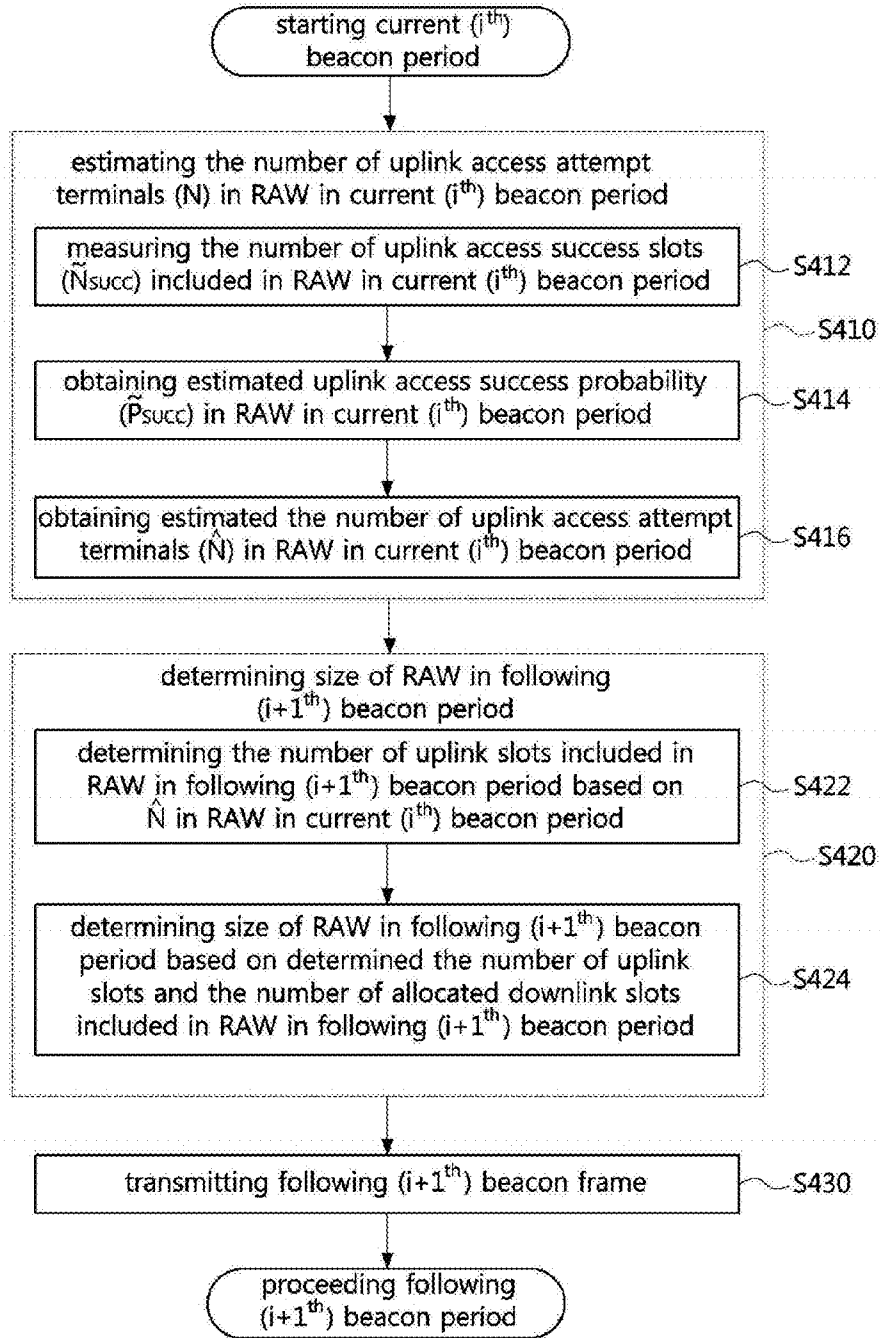 starting current (i^th)
beacon period
estimating the number of uplink access attempt
terminals (N) in RAW in current (i^th) beacon period
measuring the number of uplink access success slots
(ÑSUCC) included in RAW in current (i^th) beacon period
S412
S410
obtaining estimated uplink access success probability
(P̃SUCC) in RAW in current (i^th) beacon period
S414
obtaining estimated the number of uplink access attempt
terminals (N̂) in RAW in current (i^th) beacon period
S416
determining size of RAW in following
(i+1^th) beacon period
determining the number of uplink slots included in
RAW in following (i+1^th) beacon period based on
N̂ in RAW in current (i^th) beacon period
S422
S420
determining size of RAW in following (i+1^th) beacon
period based on determined the number of uplink
slots and the number of allocated downlink slots
included in RAW in following (i+1^th) beacon period
S424
transmitting following (i+1^th) beacon frame
S430
proceeding following
(i+1^th) beacon period